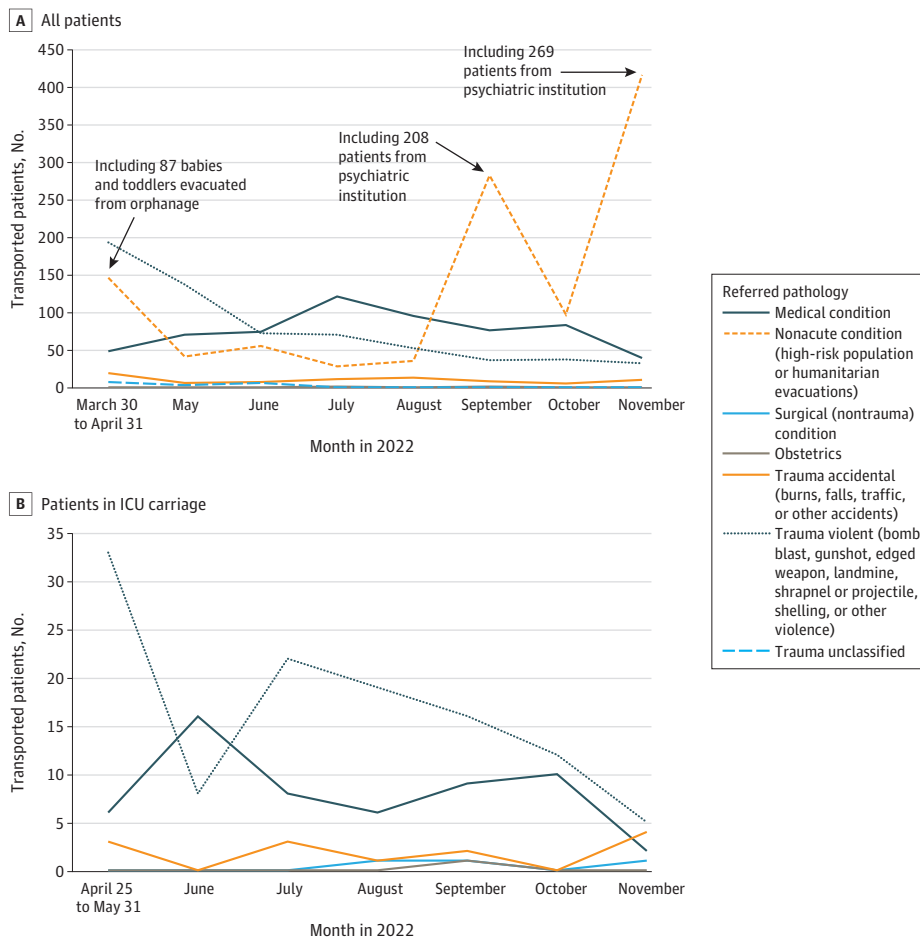 A All patients
450
400
350
300
250
200
150
100
50
0
Transported patients, No.
Including 87 babies
and toddlers evacuated
from orphanage
Including 208
patients from
psychiatric
institution
Including 269
patients from
psychiatric institution
March 30
to April 31
May
June
July
August
September
October
November
Month in 2022
B Patients in ICU carriage
35
30
25
20
15
10
5
0
Transported patients, No.
April 25
to May 31
June
July
August
September
October
November
Month in 2022
Referred pathology
Medical condition
Nonacute condition
(high-risk population
or humanitarian
evacuations)
Surgical (nontrauma)
condition
Obstetrics
Trauma accidental
(burns, falls, traffic,
or other accidents)
Trauma violent (bomb
blast, gunshot, edged
weapon, landmine,
shrapnel or projectile,
shelling, or other
violence)
Trauma unclassified